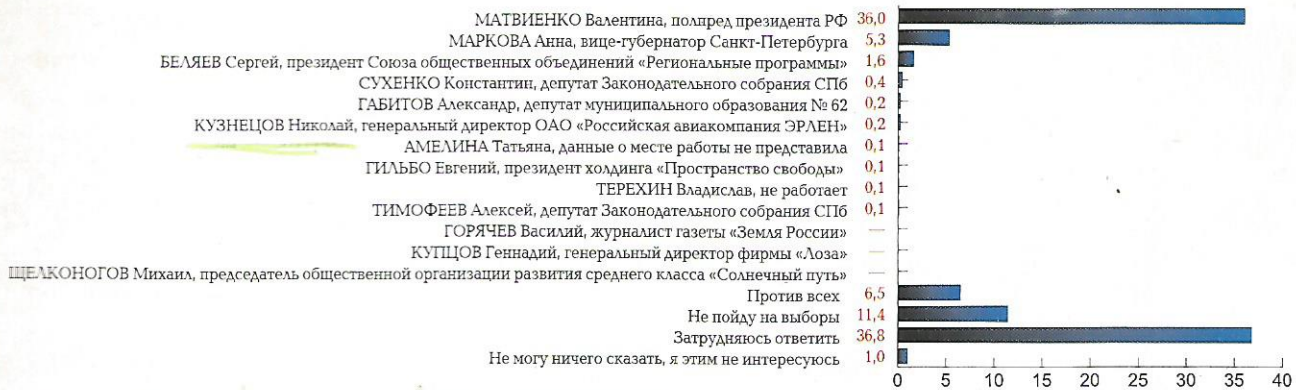 МАТВИЕНКО Валентина, полпред президента РФ 36,0
МАРКОВА Анна, вице-губернатор Санкт-Петербурга 5,3
БЕЛЯЕВ Сергей, президент Союза общественных объединений «Региональные программы» 1,6
СУХЕНКО Константин, депутат Законодательного собрания СПб 0,4
ГАБИТОВ Александр, депутат муниципального образования № 62 0,2
КУЗНЕЦОВ Николай, генеральный директор ОАО «Российская авиакомпания ЭРЛЕН» 0,2
АМЕЛИНА Татьяна, данные о месте работы не представила 0,1
ГИЛЬБО Евгений, президент холдинга «Пространство свободы» 0,1
ТЕРЕХИН Владислав, не работает 0,1
ТИМОФЕЕВ Алексей, депутат Законодательного собрания СПб 0,1
ГОРЯЧЕВ Василий, журналист газеты «Земля России» —
КУПЦОВ Геннадий, генеральный директор фирмы «Лоза» —
ЩЕЛКОНОГОВ Михаил, председатель общественной организации развития среднего класса «Солнечный путь» —
Против всех 6,5
Не пойду на выборы 11,4
Затрудняюсь ответить 36,8
Не могу ничего сказать, я этим не интересуюсь 1,0
0 5 10 15 20 25 30 35 40